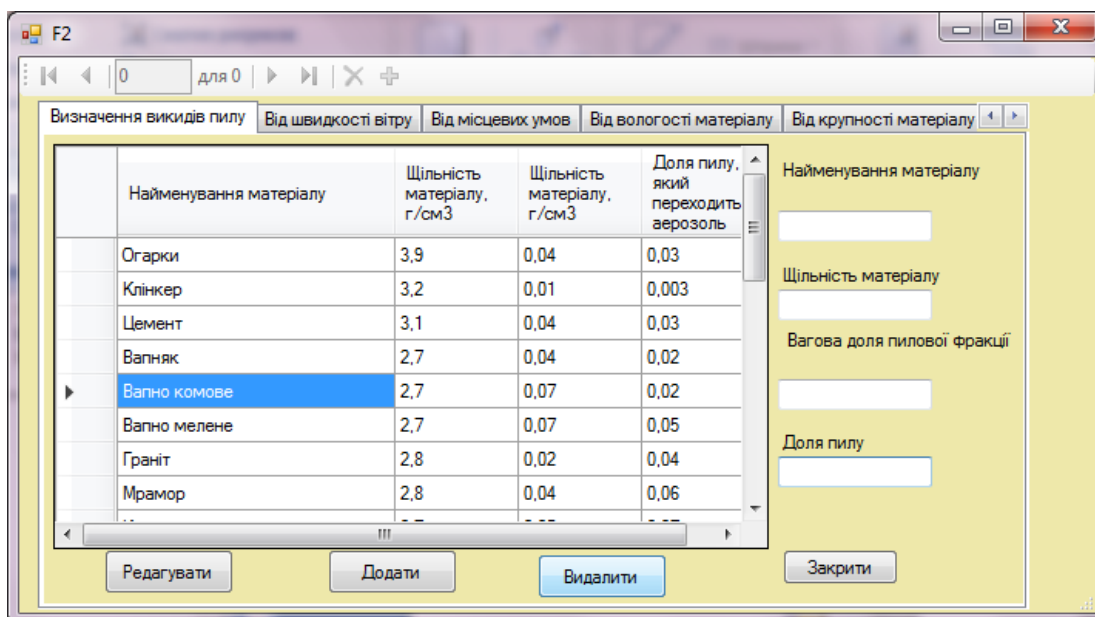 F2
0 для 0
Визначення викидів пилу Від швидкості вітру Від місцевих умов Від вологості матеріалу Від крупності матеріалу
Найменування матеріалу
Щільність матеріалу, г/см3
Щільність матеріалу, г/см3
Доля пилу, який переходить аерозоль
Огарки 3,9 0,04 0,03
Клінкер 3,2 0,01 0,003
Цемент 3,1 0,04 0,03
Вапняк 2,7 0,04 0,02
Вапно комове 2,7 0,07 0,02
Вапно мелене 2,7 0,07 0,05
Граніт 2,8 0,02 0,04
Мрамор 2,8 0,04 0,06
Найменування матеріалу
Щільність матеріалу
Вагова доля пилової фракції
Доля пилу
Редагувати Додати Видалити Закрити